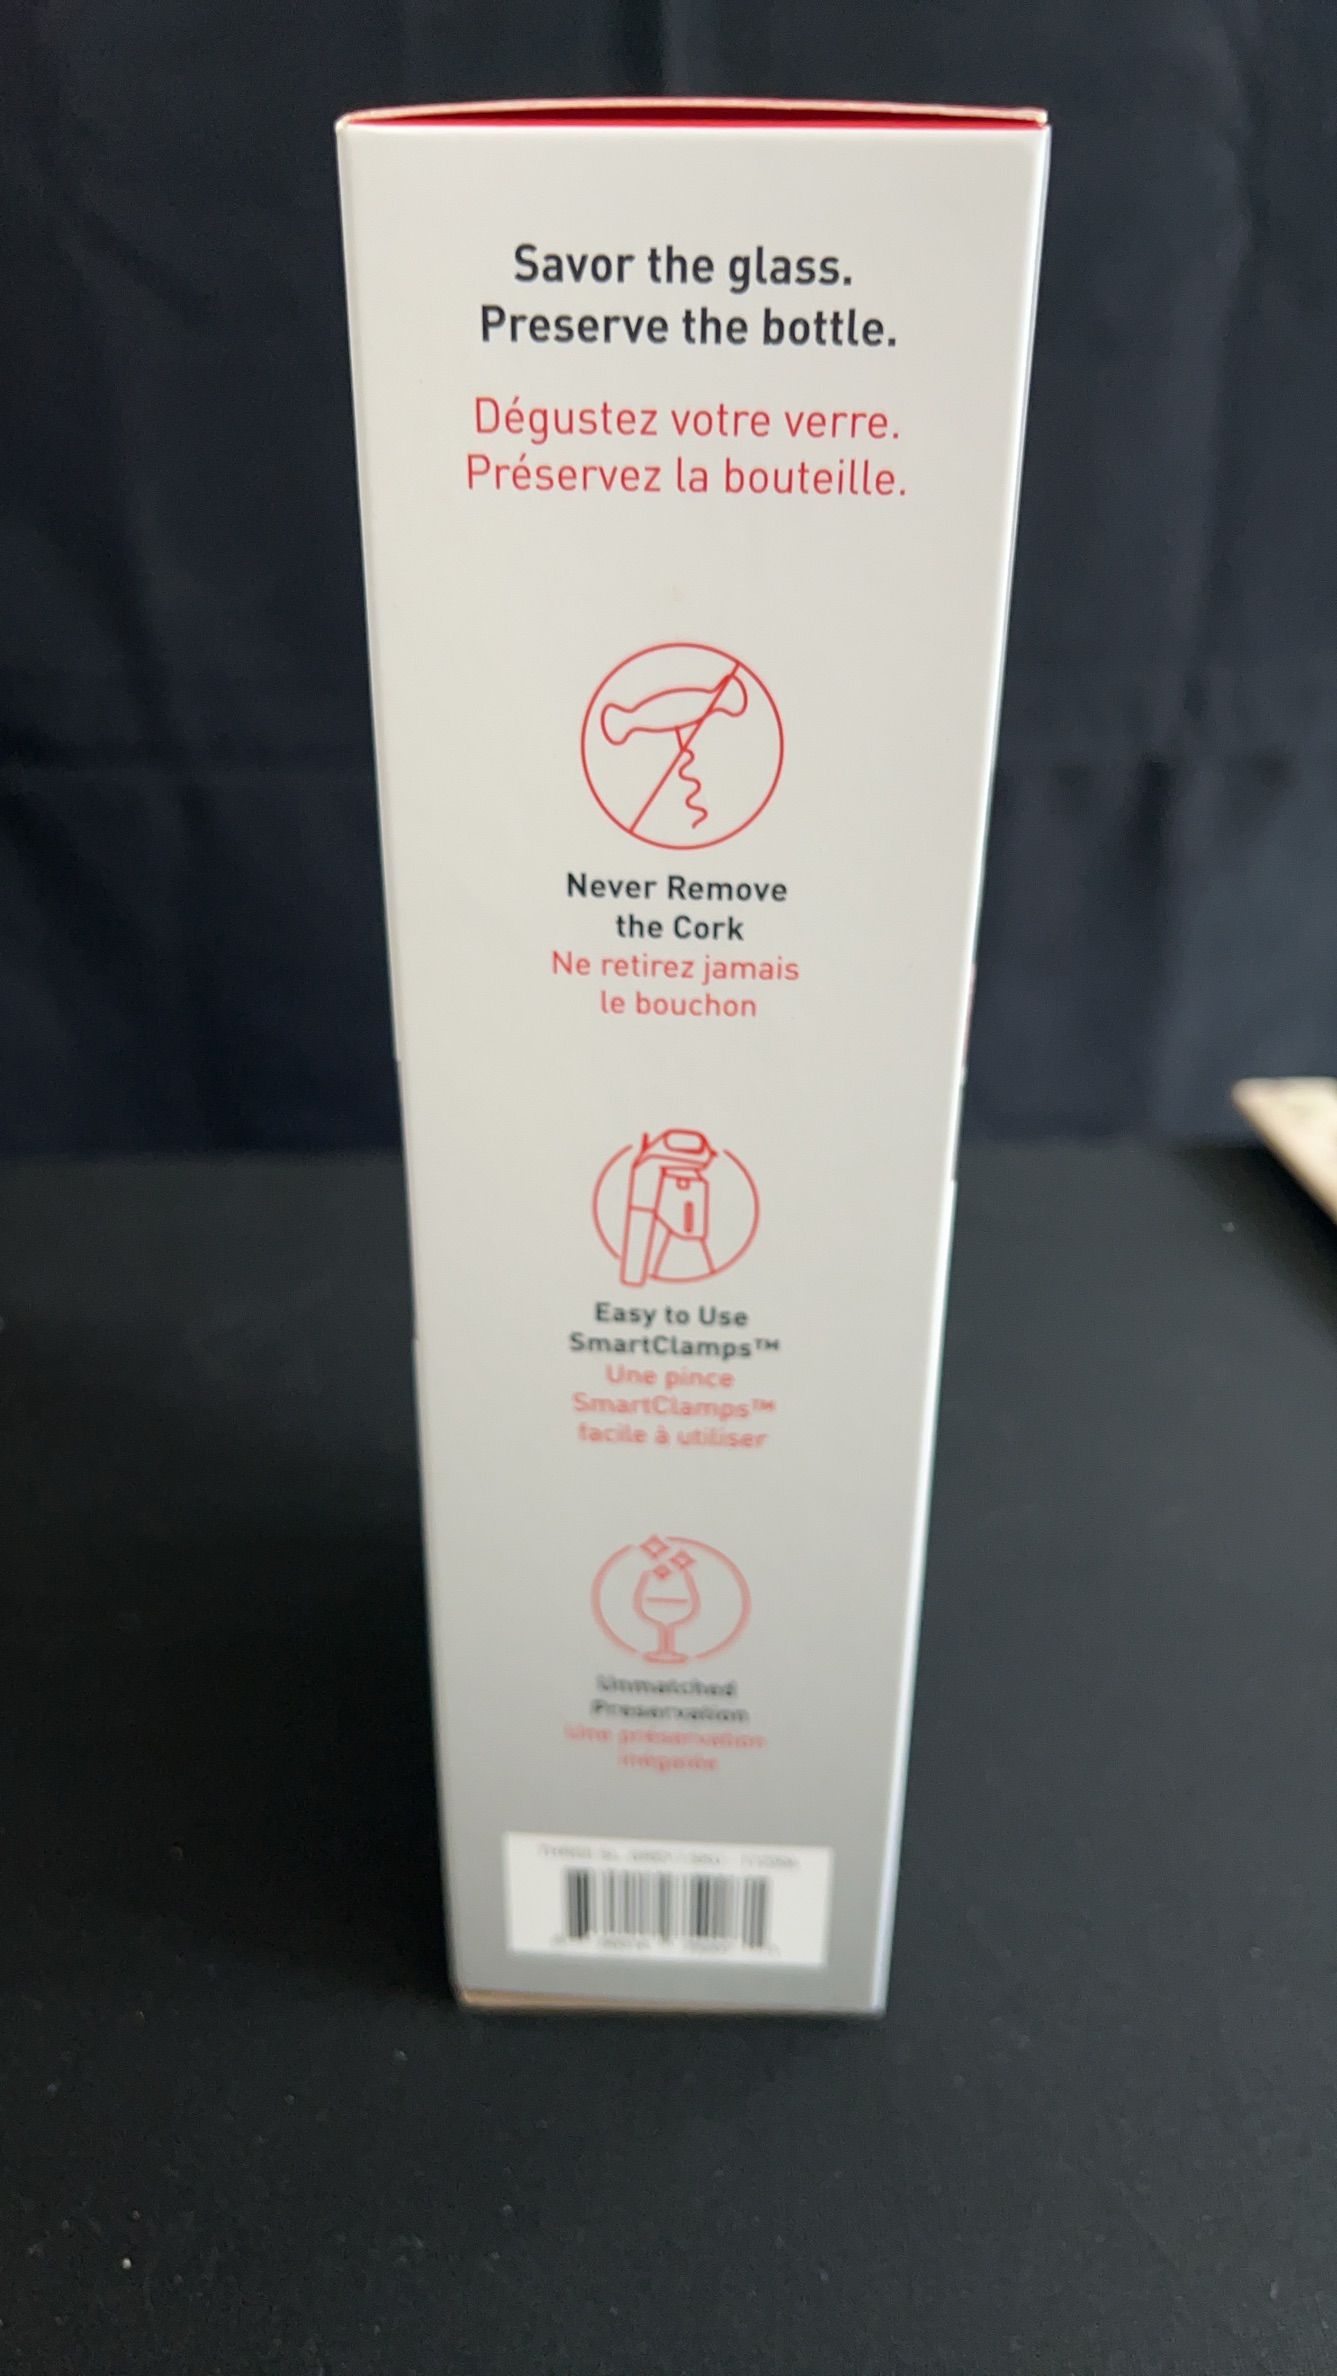 Savor the glass.
Preserve the bottle.
Dégustez votre verre.
Préservez la bouteille.
Never Remove
the Cork
Ne retirez jamais
le bouchon
Easy to Use
SmartClamps™
Une pince
SmartClamps™
facile à utiliser
Unmatched
Preservation
Une préservation
inégalée